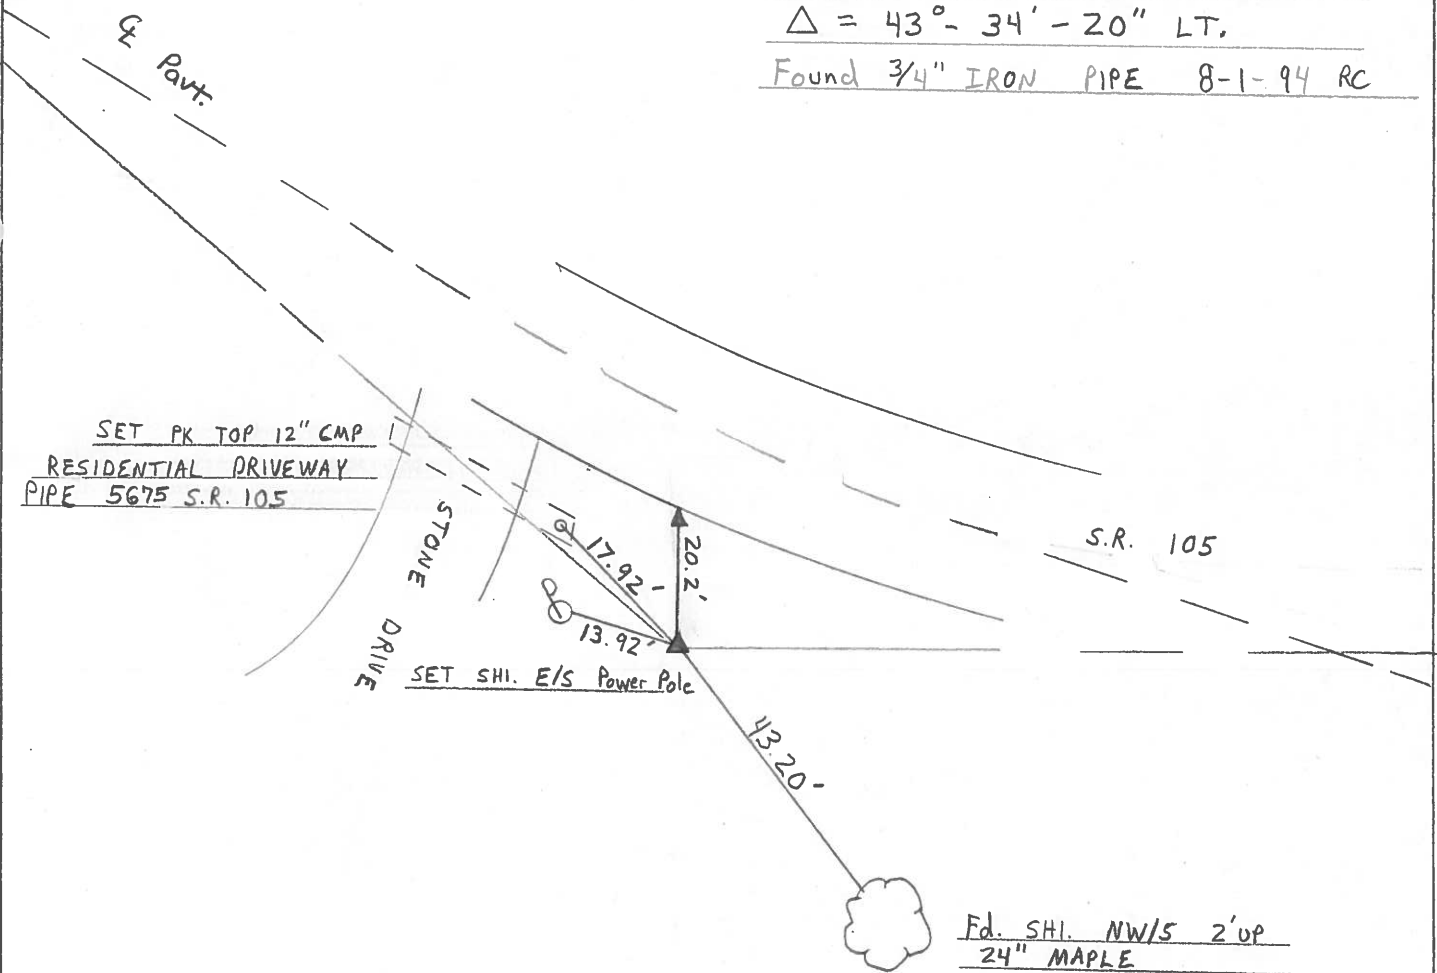 △ = 43°- 34' - 20" LT.
Found 3/4" IRON PIPE 8-1-94 RC
℄ Pavt.
SET PK TOP 12" CMP
RESIDENTIAL DRIVEWAY
PIPE 5675 S.R. 105
STONE DRIVE
17.92'
20.2'
S.R. 105
13.92'
SET SHI. E/S Power Pole
43.20'
Fd. SHI. NW/S 2'up
24" MAPLE